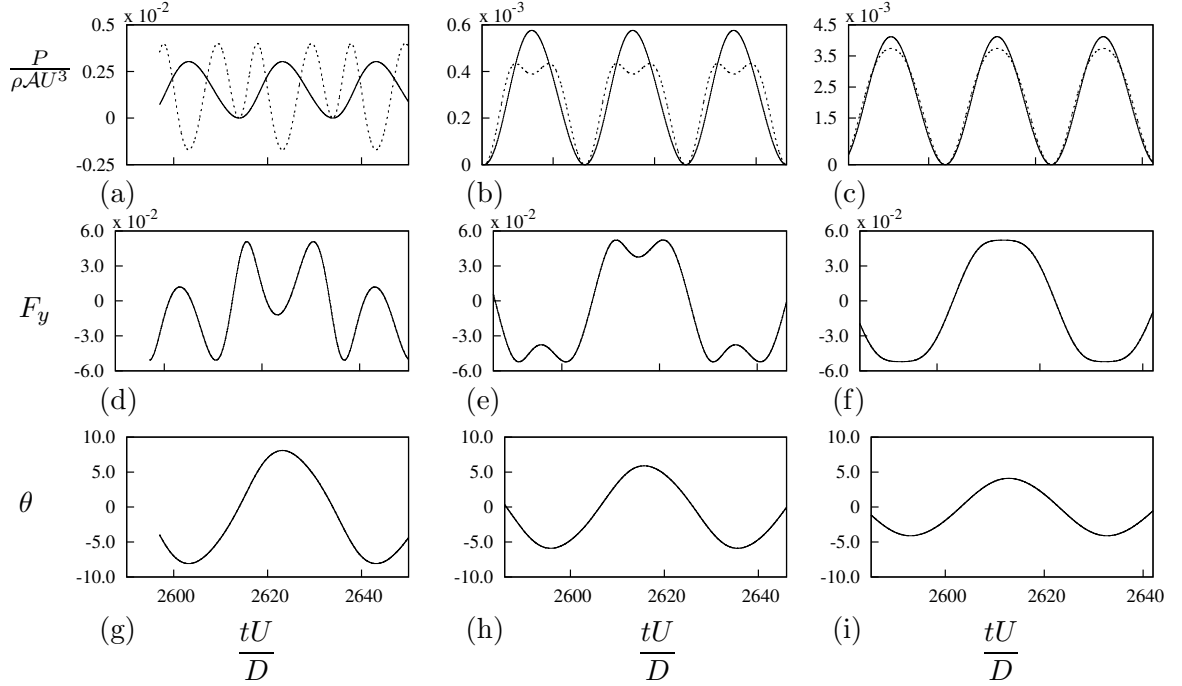 x 10⁻² x 10⁻³ x 10⁻³
P/ρ𝒜U³
0.5 0.25 0 -0.25
0.6 0.4 0.2 0
4.5 3.5 2.5 1.5 0
(a) (b) (c)
x 10⁻² x 10⁻²
F_y
6.0 3.0 0 -3.0 -6.0
6.0 3.0 0 -3.0 -6.0
6.0 3.0 0 -3.0 -6.0
(d) (e) (f)
θ
10.0 5.0 0 -5.0 -10.0
10.0 5.0 0 -5.0 -10.0
10.0 5.0 0 -5.0 -10.0
2600 2620 2640 2600 2620 2640 2600 2620 2640
(g) (h) (i)
tU/D tU/D tU/D